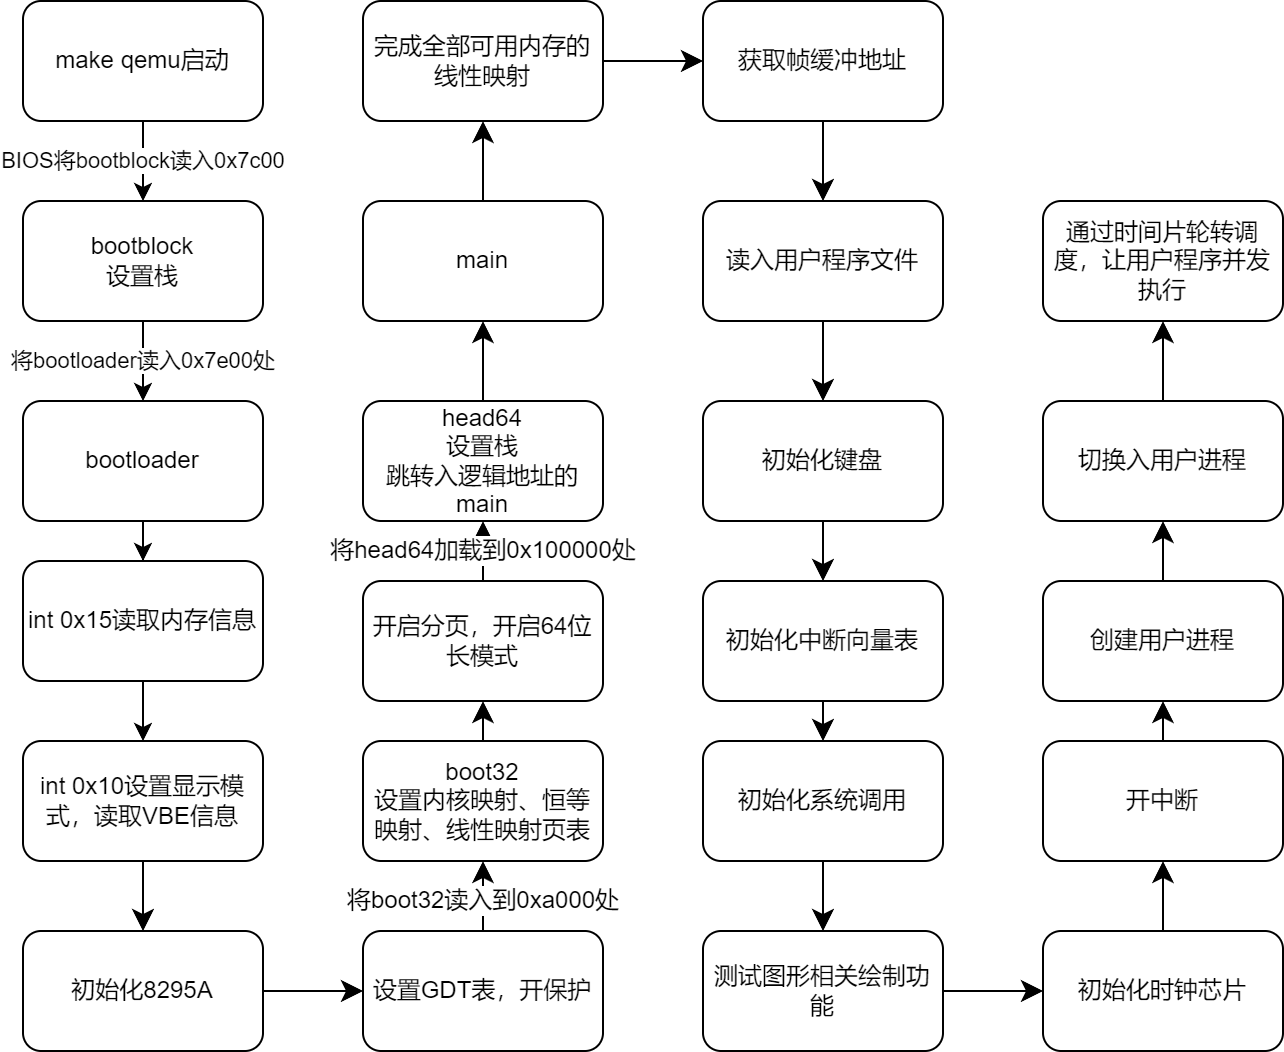 make qemu启动
BIOS将bootblock读入0x7c00
bootblock
设置栈
将bootloader读入0x7e00处
bootloader
int 0x15读取内存信息
int 0x10设置显示模
式，读取VBE信息
初始化8295A
设置GDT表，开保护
将boot32读入到0xa000处
boot32
设置内核映射、恒等
映射、线性映射页表
开启分页，开启64位
长模式
将head64加载到0x100000处
head64
设置栈
跳转入逻辑地址的
main
main
完成全部可用内存的
线性映射
获取帧缓冲地址
读入用户程序文件
初始化键盘
初始化中断向量表
初始化系统调用
测试图形相关绘制功
能
初始化时钟芯片
开中断
创建用户进程
切换入用户进程
通过时间片轮转调
度，让用户程序并发
执行